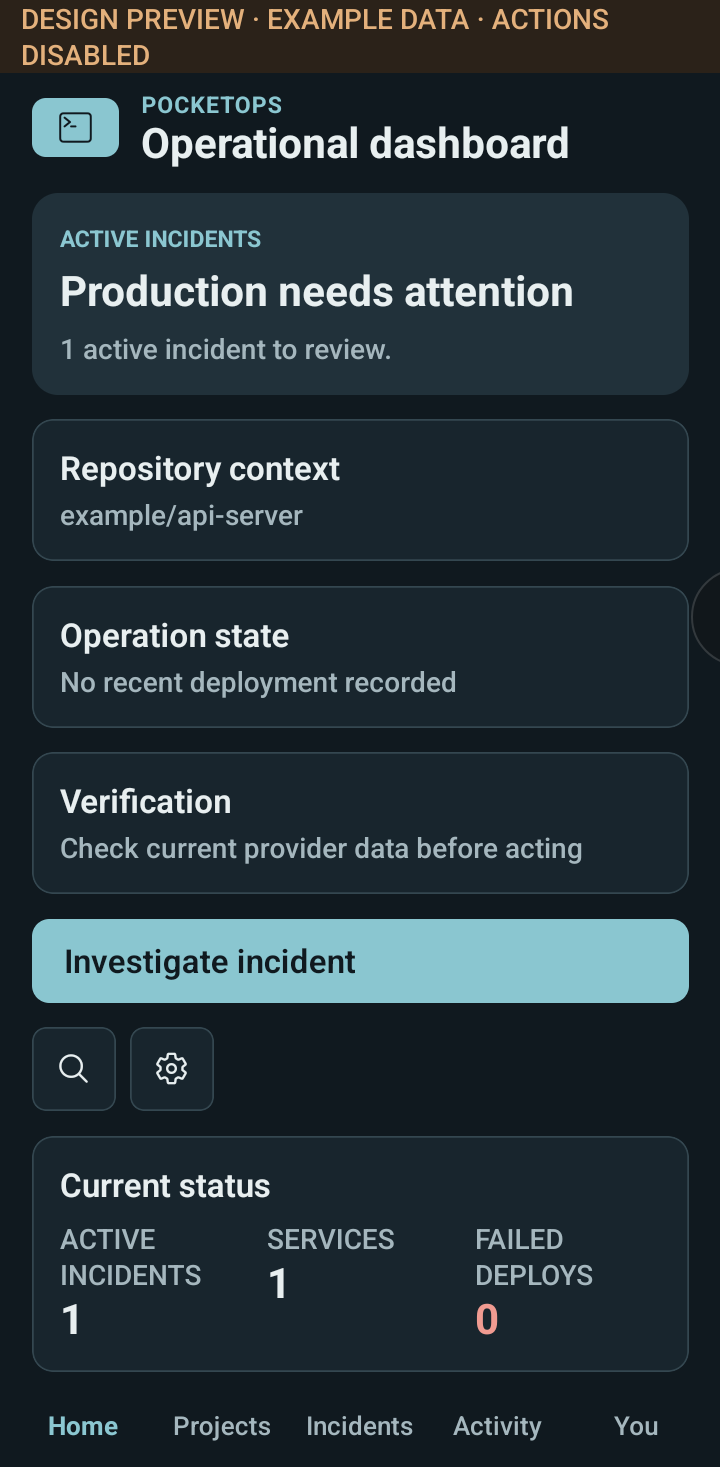 DESIGN PREVIEW · EXAMPLE DATA · ACTIONS
DISABLED
POCKETOPS
Operational dashboard
ACTIVE INCIDENTS
Production needs attention
1 active incident to review.
Repository context
example/api-server
Operation state
No recent deployment recorded
Verification
Check current provider data before acting
Investigate incident
Current status
ACTIVE
INCIDENTS
1
SERVICES
1
FAILED
DEPLOYS
0
Home
Projects
Incidents
Activity
You